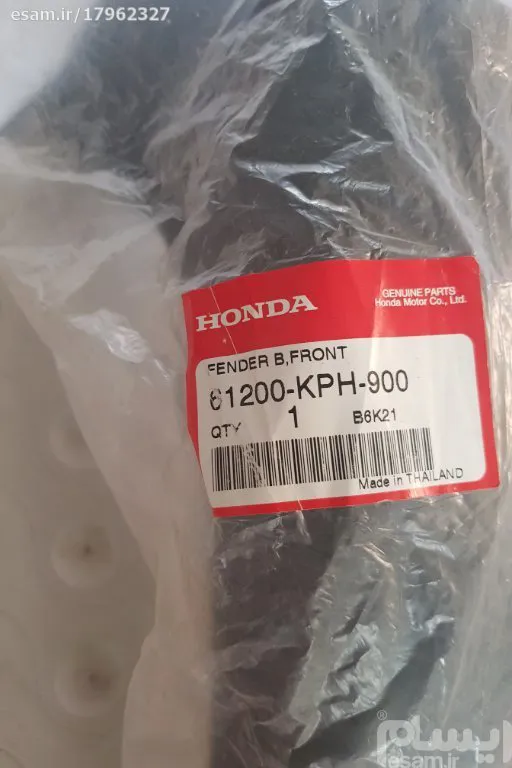 esam.ir/17962327
HONDA
GENUINE PARTS
Honda Motor Co., Ltd.
FENDER B,FRONT
61200-KPH-900
QTY 1 B6K21
Made in THAILAND
ایسام®
esam.ir